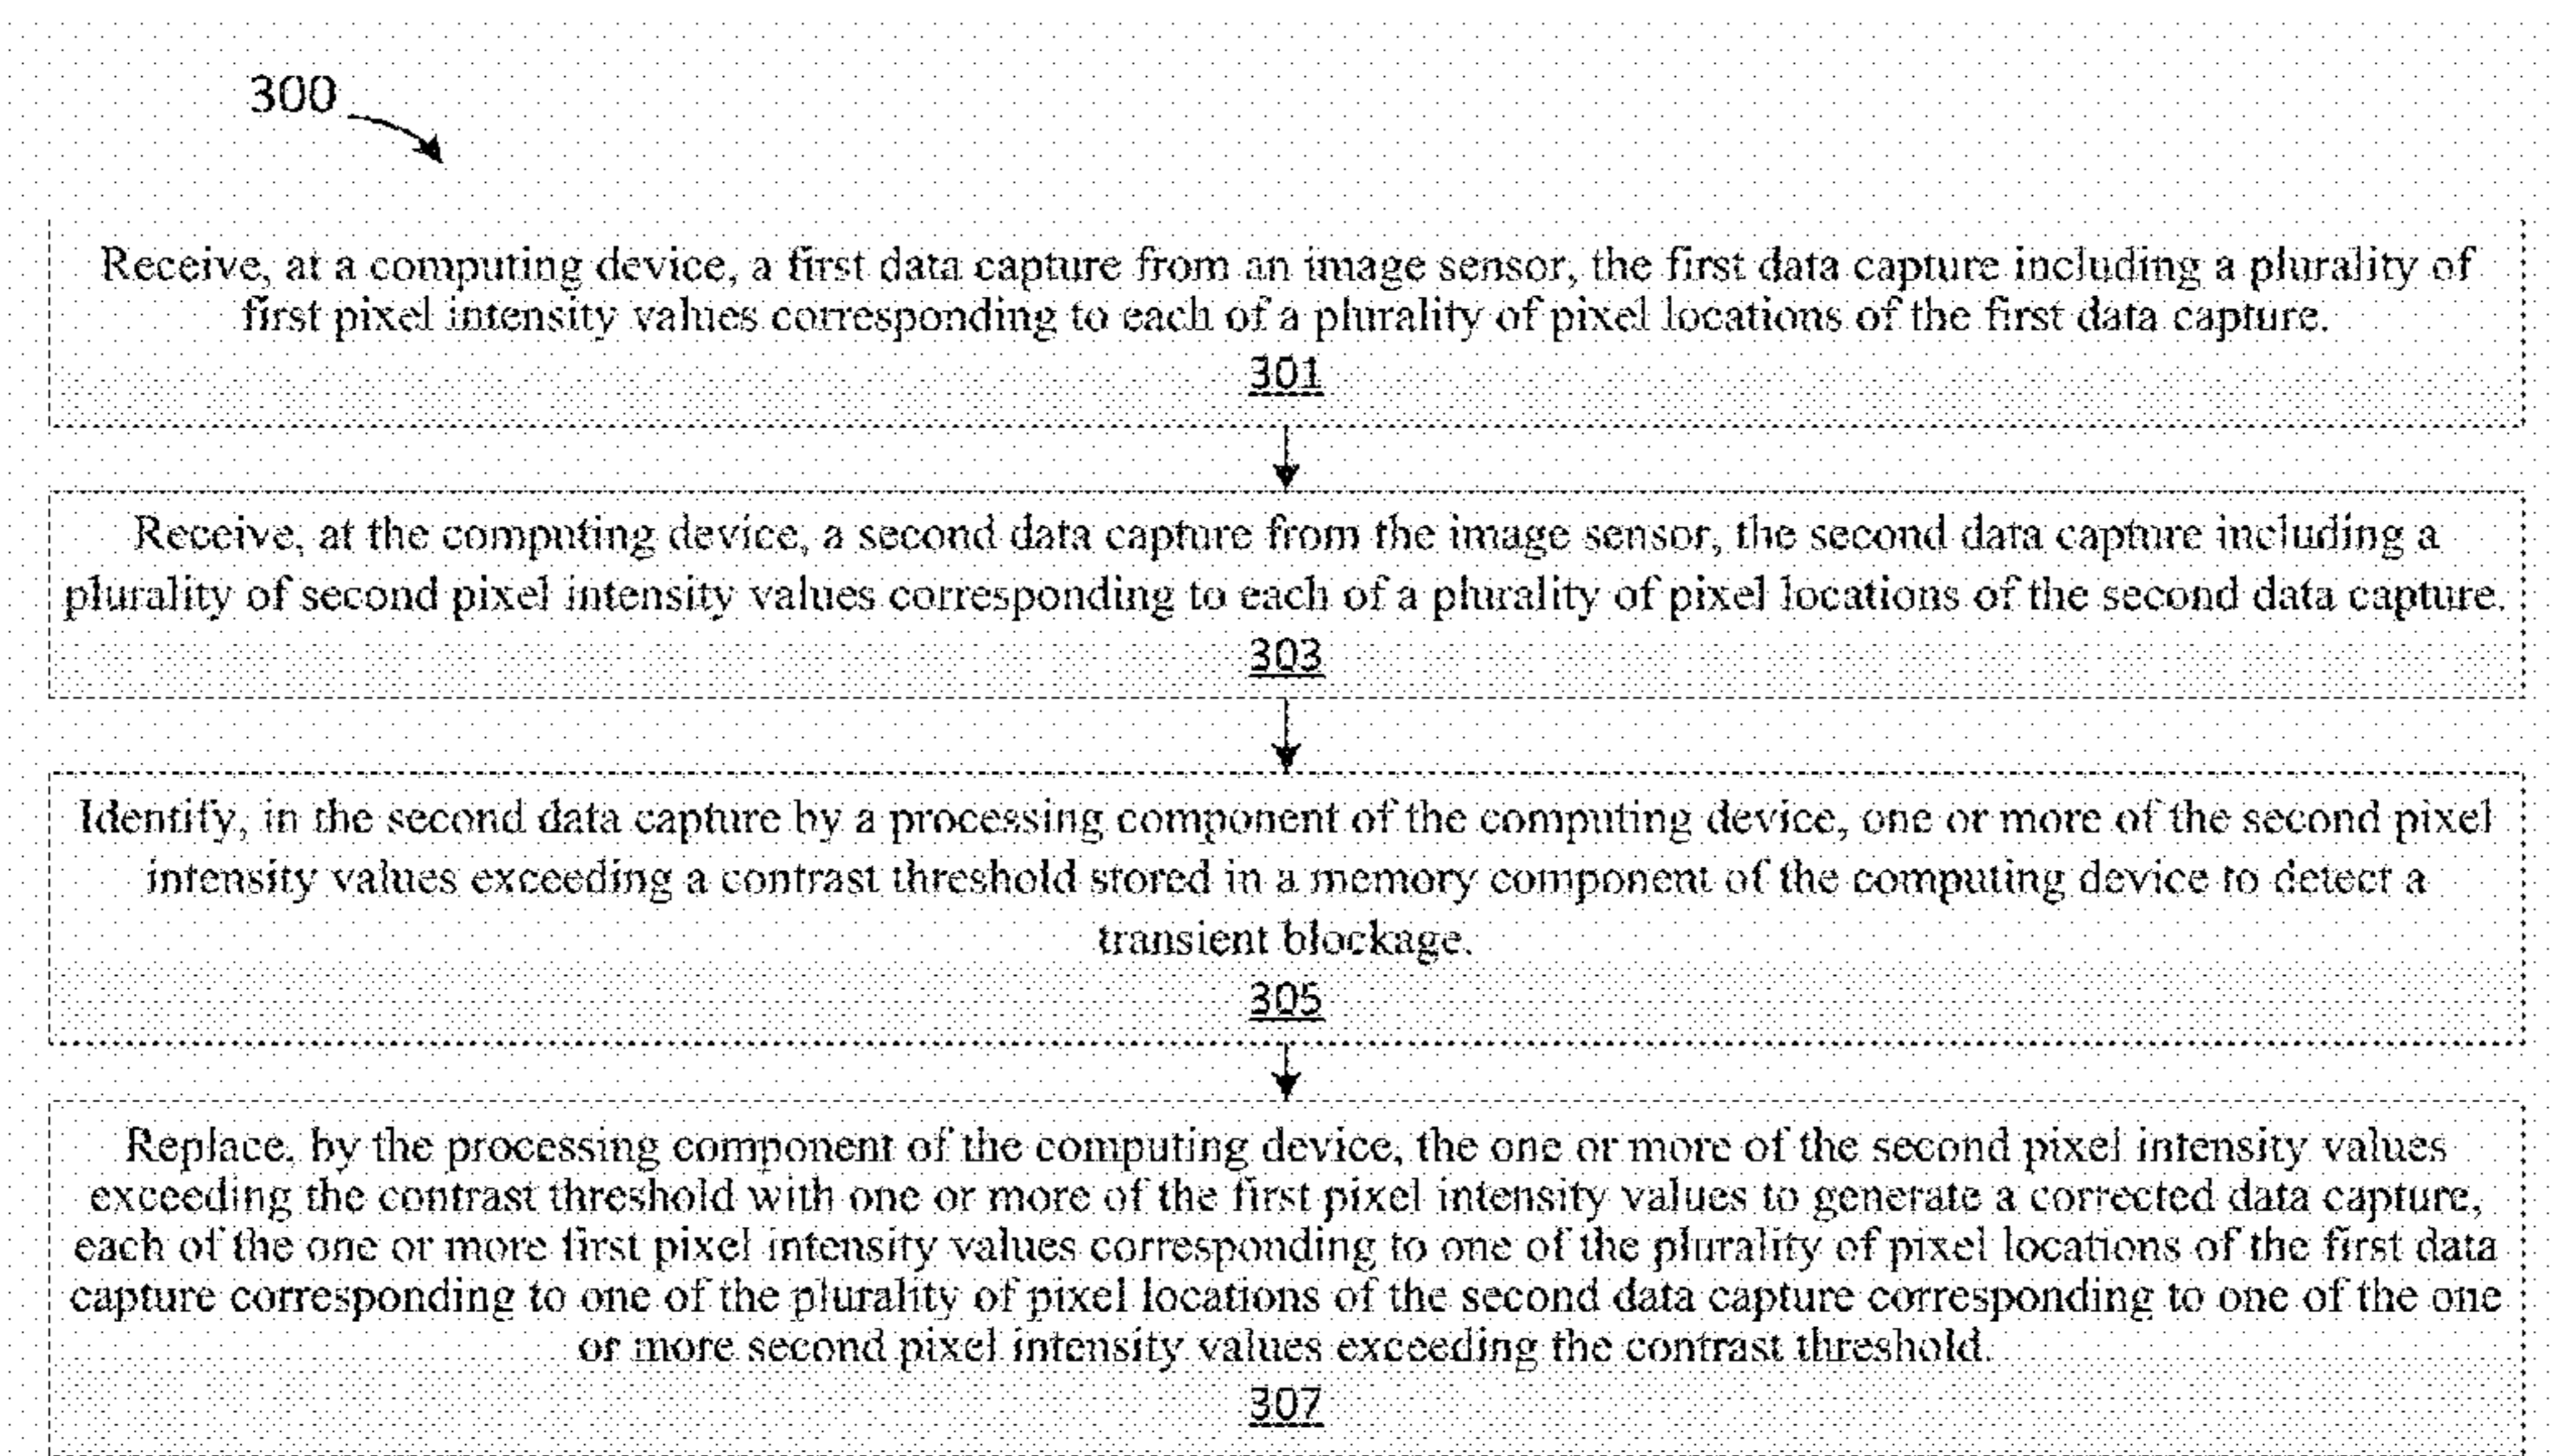 300
Receive, at a computing device, a first data capture from an image sensor, the first data capture including a plurality of
first pixel intensity values corresponding to each of a plurality of pixel locations of the first data capture.
301
Receive, at the computing device, a second data capture from the image sensor, the second data capture including a
plurality of second pixel intensity values corresponding to each of a plurality of pixel locations of the second data capture.
303
Identify, in the second data capture by a processing component of the computing device, one or more of the second pixel
intensity values exceeding a contrast threshold stored in a memory component of the computing device to detect a
transient blockage.
305
Replace, by the processing component of the computing device, the one or more of the second pixel intensity values
exceeding the contrast threshold with one or more of the first pixel intensity values to generate a corrected data capture,
each of the one or more first pixel intensity values corresponding to one of the plurality of pixel locations of the first data
capture corresponding to one of the plurality of pixel locations of the second data capture corresponding to one of the one
or more second pixel intensity values exceeding the contrast threshold.
307